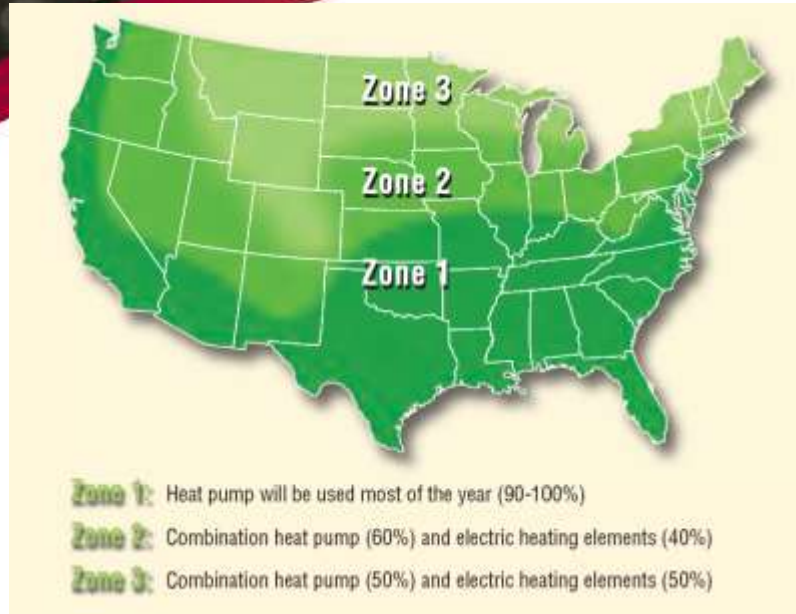 Zone 3
Zone 2
Zone 1
Zone 1: Heat pump will be used most of the year (90-100%)
Zone 2: Combination heat pump (60%) and electric heating elements (40%)
Zone 3: Combination heat pump (50%) and electric heating elements (50%)